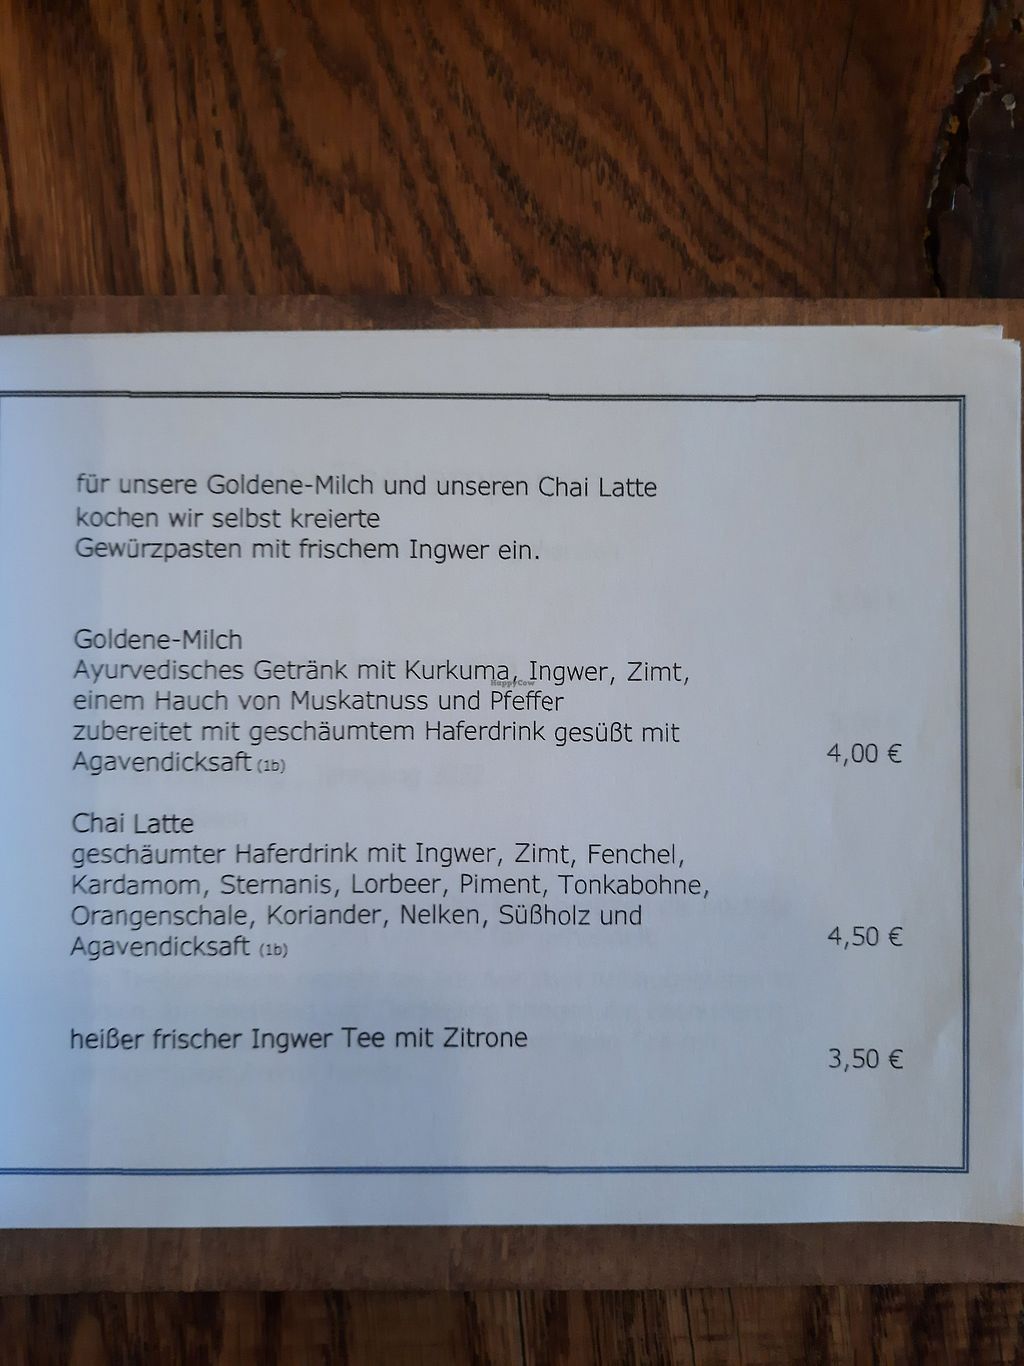 für unsere Goldene-Milch und unseren Chai Latte
kochen wir selbst kreierte
Gewürzpasten mit frischem Ingwer ein.
Goldene-Milch
Ayurvedisches Getränk mit Kurkuma, Ingwer, Zimt,
HappyCow
einem Hauch von Muskatnuss und Pfeffer
zubereitet mit geschäumtem Haferdrink gesüßt mit
Agavendicksaft (1b) 4,00 €
Chai Latte
geschäumter Haferdrink mit Ingwer, Zimt, Fenchel,
Kardamom, Sternanis, Lorbeer, Piment, Tonkabohne,
Orangenschale, Koriander, Nelken, Süßholz und
Agavendicksaft (1b) 4,50 €
heißer frischer Ingwer Tee mit Zitrone 3,50 €